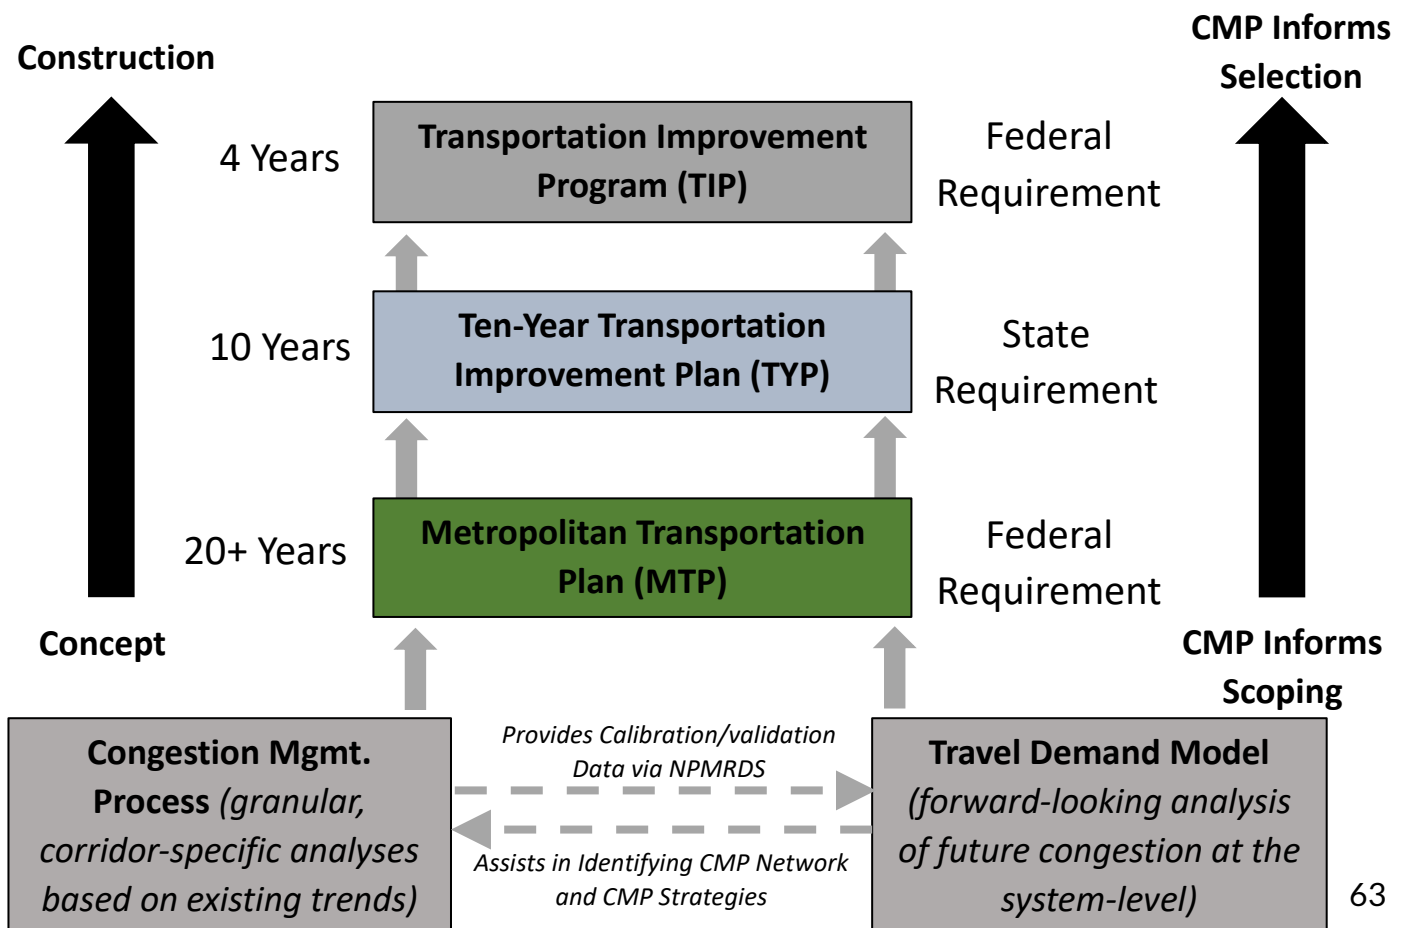 Construction
CMP Informs
Selection
4 Years
Transportation Improvement
Program (TIP)
Federal
Requirement
10 Years
Ten-Year Transportation
Improvement Plan (TYP)
State
Requirement
20+ Years
Metropolitan Transportation
Plan (MTP)
Federal
Requirement
Concept
CMP Informs
Scoping
Congestion Mgmt.
Process (granular,
corridor-specific analyses
based on existing trends)
Provides Calibration/validation
Data via NPMRDS
Assists in Identifying CMP Network
and CMP Strategies
Travel Demand Model
(forward-looking analysis
of future congestion at the
system-level)
63